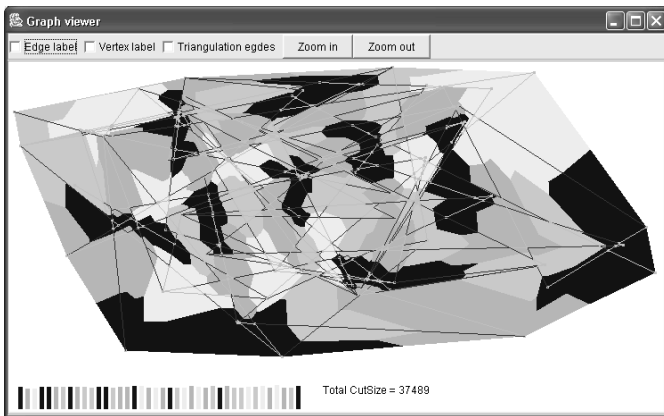 Graph viewer
Edge label Vertex label Triangulation egdes Zoom in Zoom out
Total CutSize = 37489